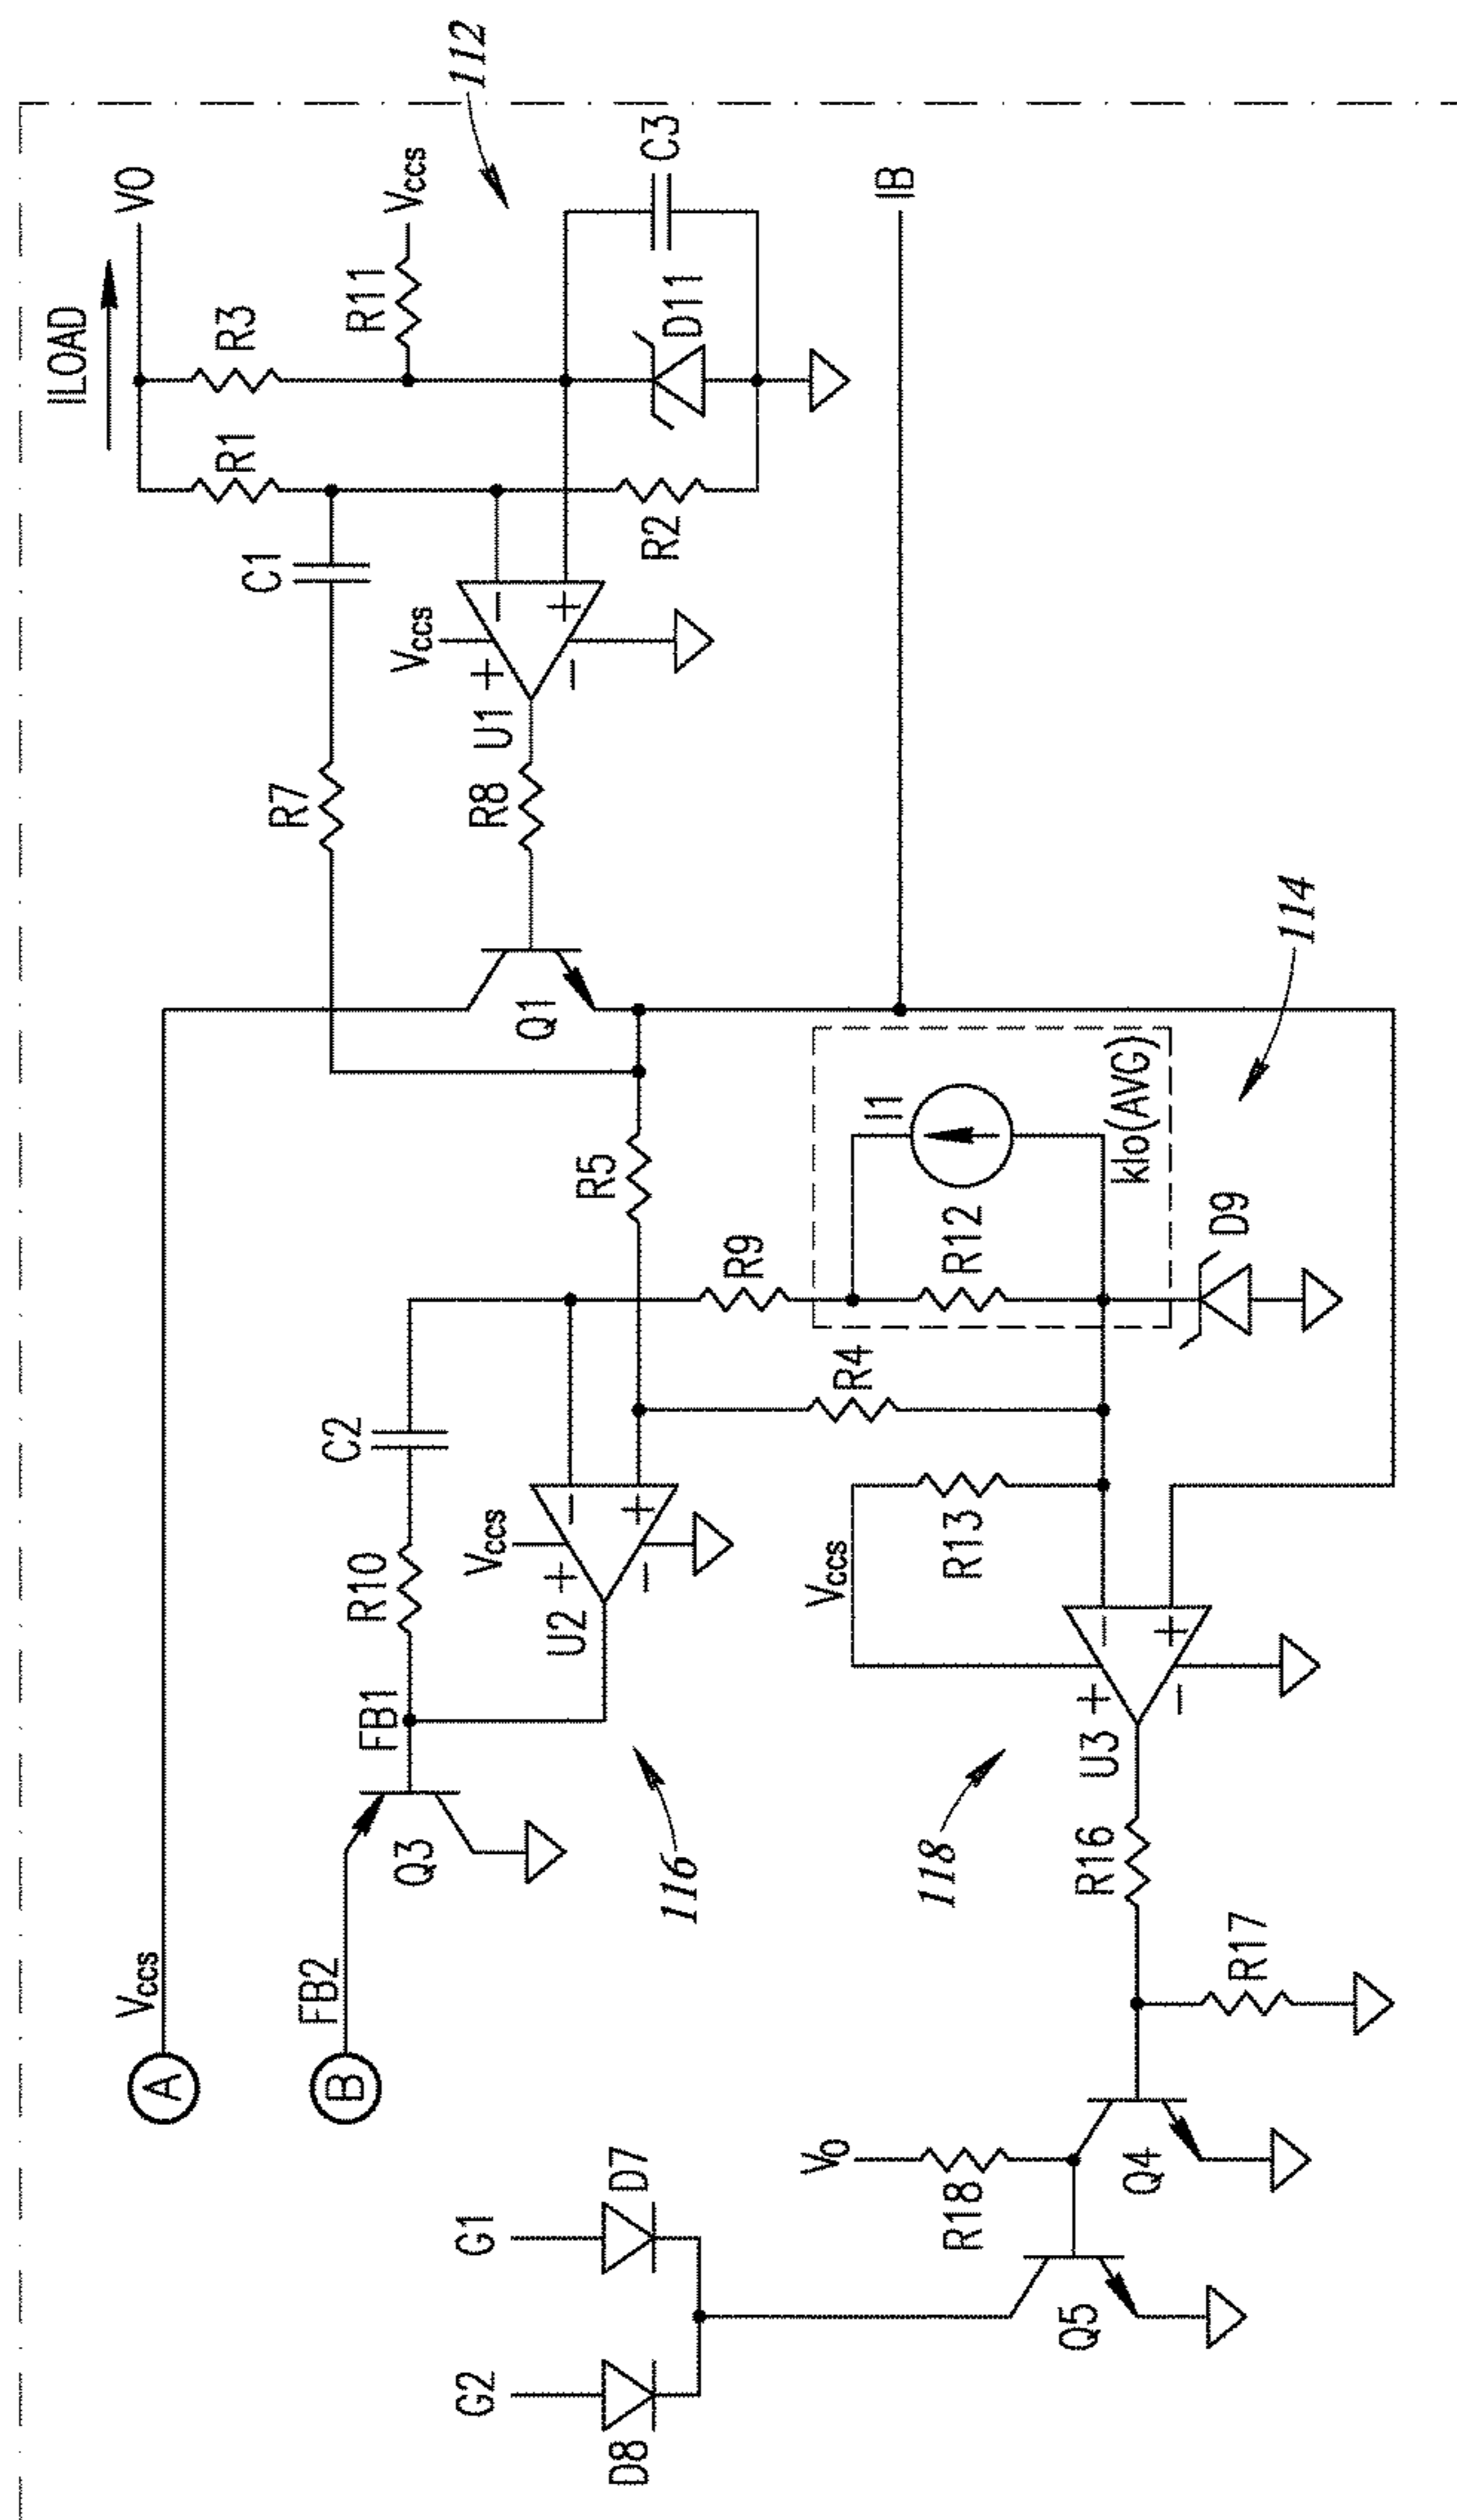 112
VO
ILOAD
R3
R11
Vccs
C3
D11
R1
R2
IB
C1
Vccs
+
−
−
+
U1
R7
R8
Q1
114
I1
kIo(AVG)
R5
R9
R12
D9
R4
C2
Vccs
R10
−
+
+
−
U2
Vccs
R13
FB1
−
+
+
−
U3
Q3
116
118
R16
R17
Vccs
FB2
A
B
VO
R18
Q4
G1
D7
Q5
G2
D8